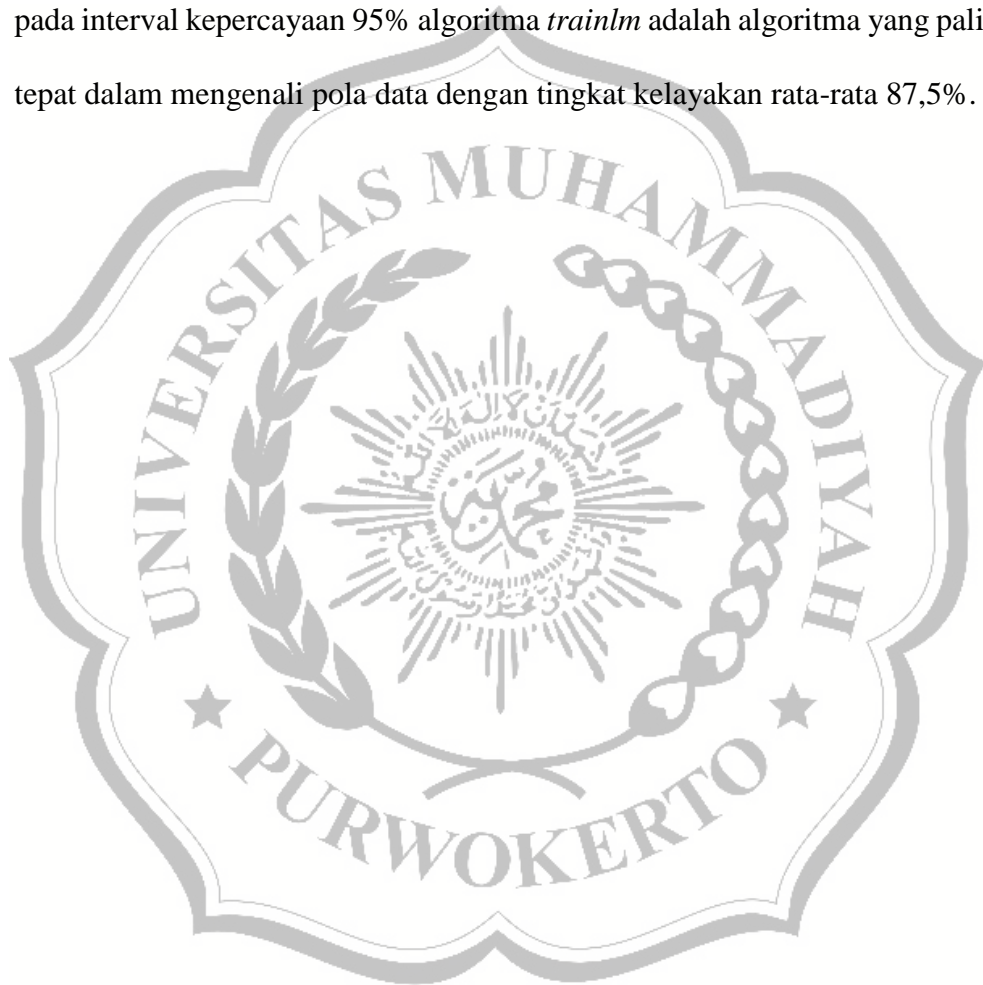 pada interval kepercayaan 95% algoritma trainlm adalah algoritma yang pali
tepat dalam mengenali pola data dengan tingkat kelayakan rata-rata 87,5%.
UNIVERSITAS MUHAMMADIYAH
PURWOKERTO